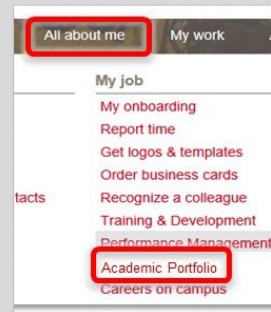 All about me My work
My job
My onboarding
Report time
Get logos & templates
Order business cards
tacts Recognize a colleague
Training & Development
Performance Management
Academic Portfolio
Careers on campus